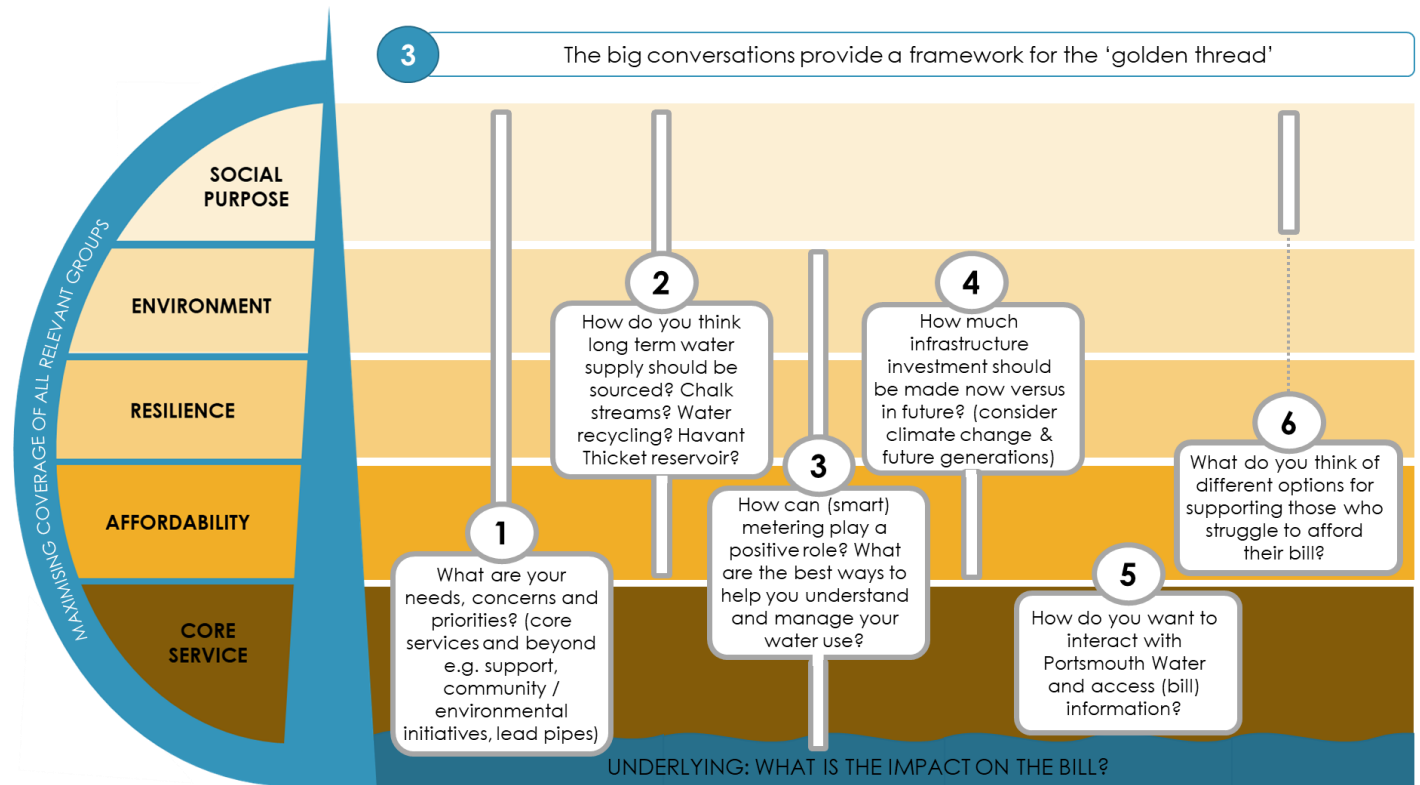 3
The big conversations provide a framework for the ‘golden thread’
MAXIMISING COVERAGE OF ALL RELEVANT GROUPS
SOCIAL
PURPOSE
ENVIRONMENT
RESILIENCE
AFFORDABILITY
CORE
SERVICE
1
What are your
needs, concerns and
priorities? (core
services and beyond
e.g. support,
community /
environmental
initiatives, lead pipes)
2
How do you think
long term water
supply should be
sourced? Chalk
streams? Water
recycling? Havant
Thicket reservoir?
3
How can (smart)
metering play a
positive role? What
are the best ways to
help you understand
and manage your
water use?
4
How much
infrastructure
investment should
be made now versus
in future? (consider
climate change &
future generations)
5
How do you want to
interact with
Portsmouth Water
and access (bill)
information?
6
What do you think of
different options for
supporting those who
struggle to afford
their bill?
UNDERLYING: WHAT IS THE IMPACT ON THE BILL?